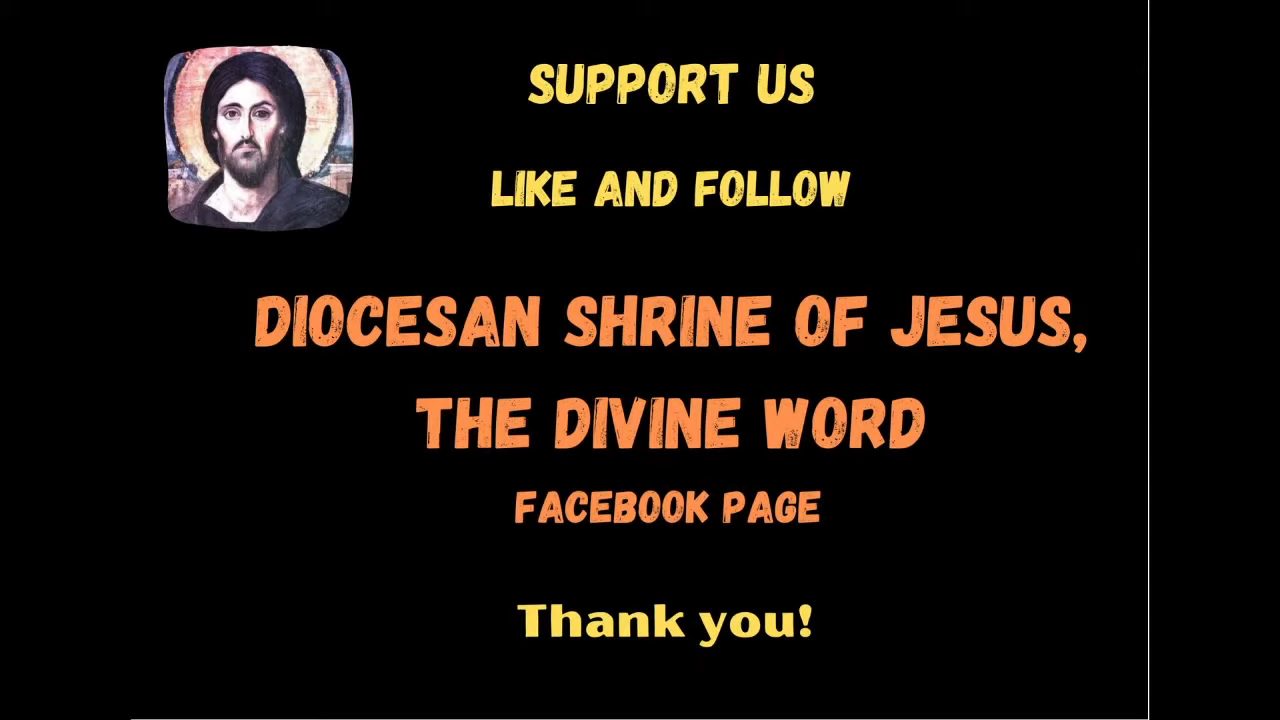 SUPPORT US
LIKE AND FOLLOW
DIOCESAN SHRINE OF JESUS,
THE DIVINE WORD
FACEBOOK PAGE
Thank you!